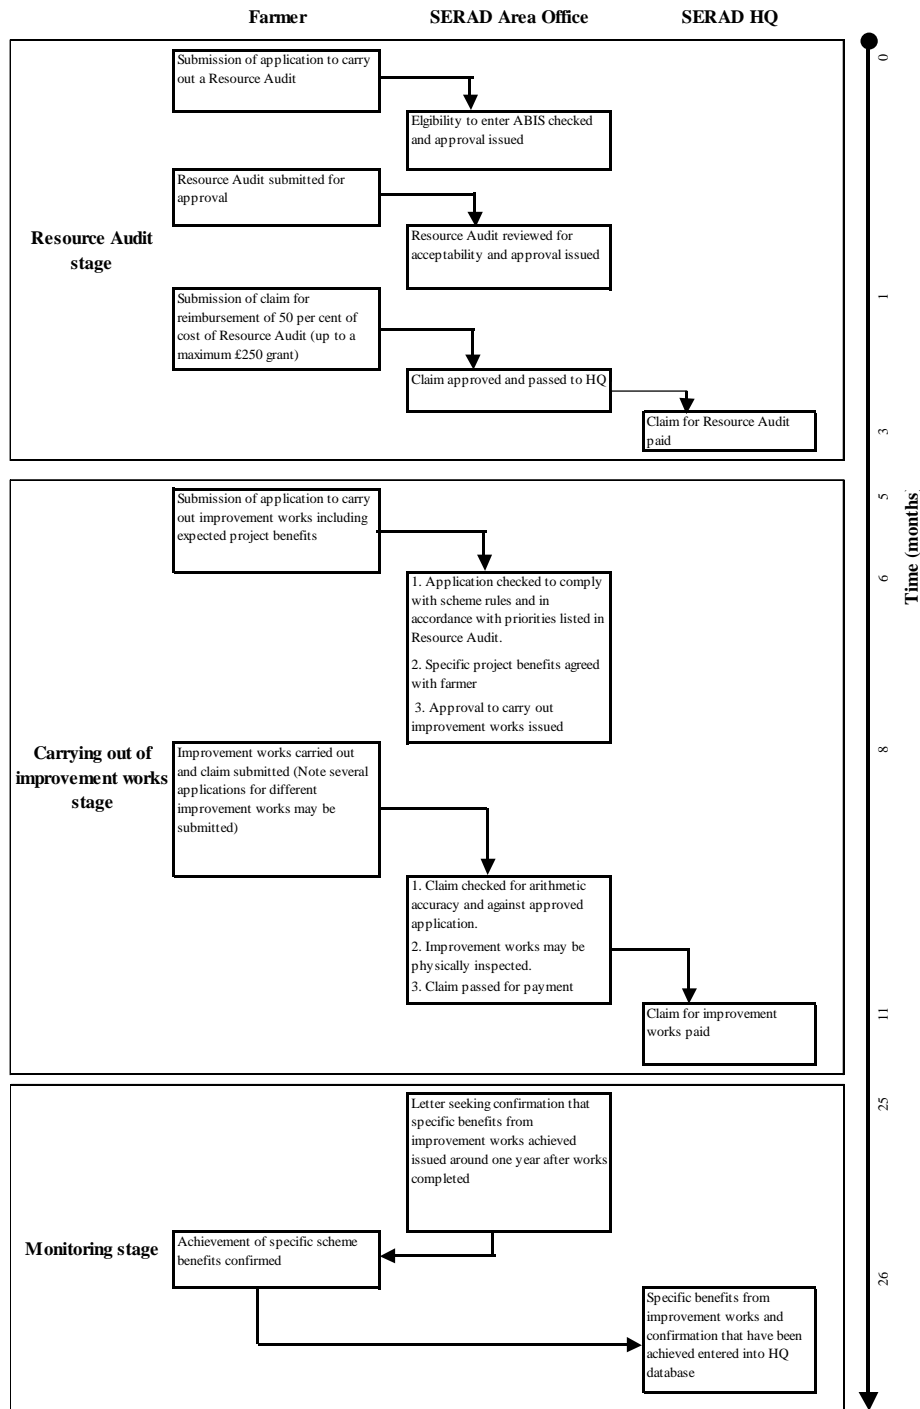 Farmer SERAD Area Office SERAD HQ
Submission of application to carry
out a Resource Audit
0
Elgibility to enter ABIS checked
and approval issued
Resource Audit submitted for
approval
Resource Audit
stage
Resource Audit reviewed for
acceptability and approval issued
Submission of claim for
reimbursement of 50 per cent of
cost of Resource Audit (up to a
maximum £250 grant)
1
Claim approved and passed to HQ
Claim for Resource Audit
paid
3
Submission of application to carry
out improvement works including
expected project benefits
5
Time (months)
1. Application checked to comply
with scheme rules and in
accordance with priorities listed in
Resource Audit.
2. Specific project benefits agreed
with farmer
3. Approval to carry out
improvement works issued
6
Carrying out of
improvement works
stage
Improvement works carried out
and claim submitted (Note several
applications for different
improvement works may be
submitted)
8
1. Claim checked for arithmetic
accuracy and against approved
application.
2. Improvement works may be
physically inspected.
3. Claim passed for payment
Claim for improvement
works paid
11
Letter seeking confirmation that
specific benefits from
improvement works achieved
issued around one year after works
completed
25
Monitoring stage
Achievement of specific scheme
benefits confirmed
26
Specific benefits from
improvement works and
confirmation that have been
achieved entered into HQ
database